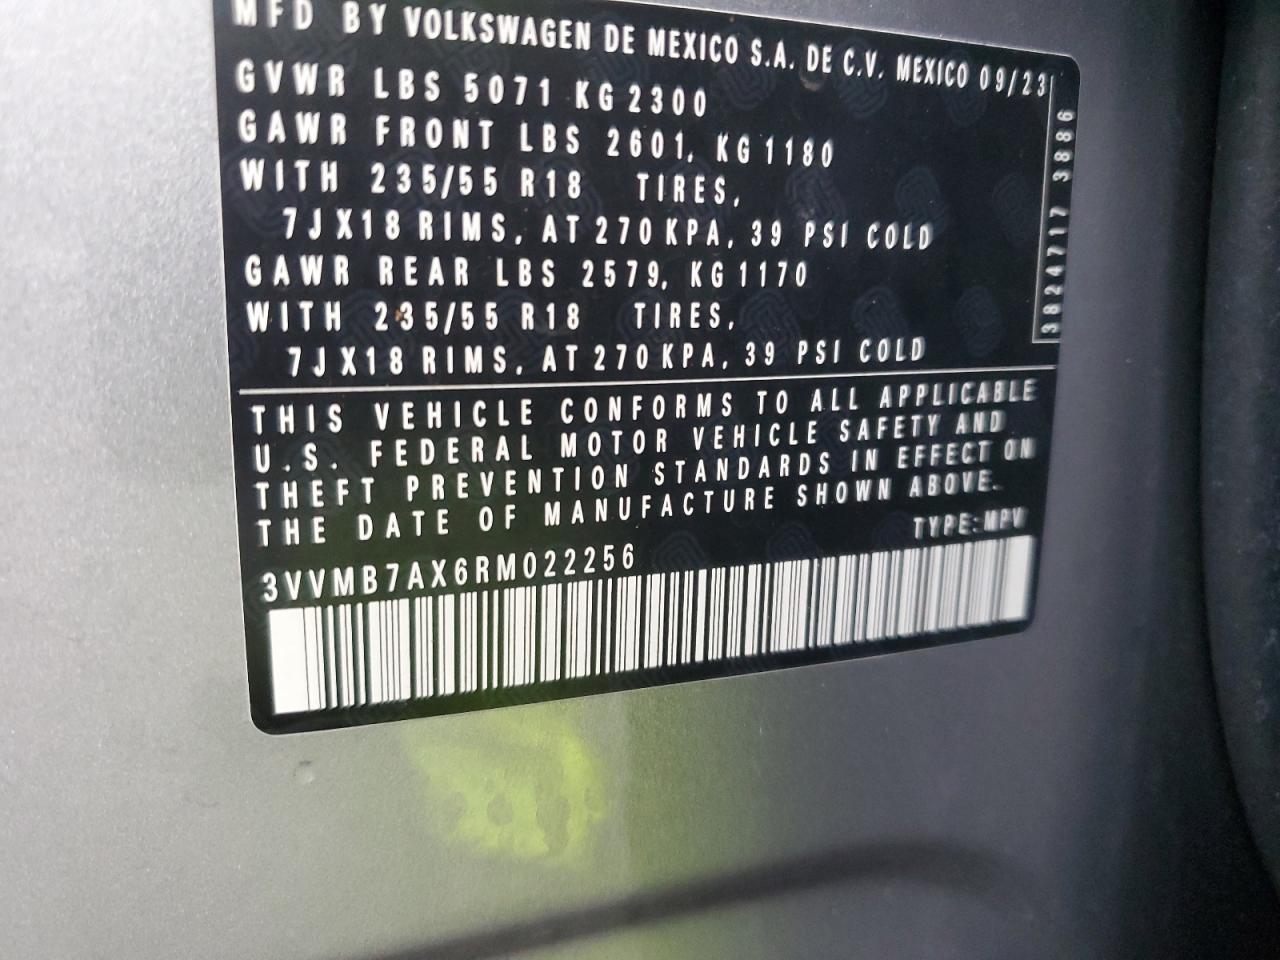 MFD BY VOLKSWAGEN DE MEXICO S.A. DE C.V. MEXICO 09/23
GVWR LBS 5071 KG 2300
GAWR FRONT LBS 2601, KG 1180
WITH 235/55 R18 TIRES,
7JX18 RIMS, AT 270 KPA, 39 PSI COLD
GAWR REAR LBS 2579, KG 1170
WITH 235/55 R18 TIRES,
7JX18 RIMS, AT 270 KPA, 39 PSI COLD
3824717 3886
THIS VEHICLE CONFORMS TO ALL APPLICABLE
U.S. FEDERAL MOTOR VEHICLE SAFETY AND
THEFT PREVENTION STANDARDS IN EFFECT ON
THE DATE OF MANUFACTURE SHOWN ABOVE.
TYPE:MPV
3VVMB7AX6RM022256